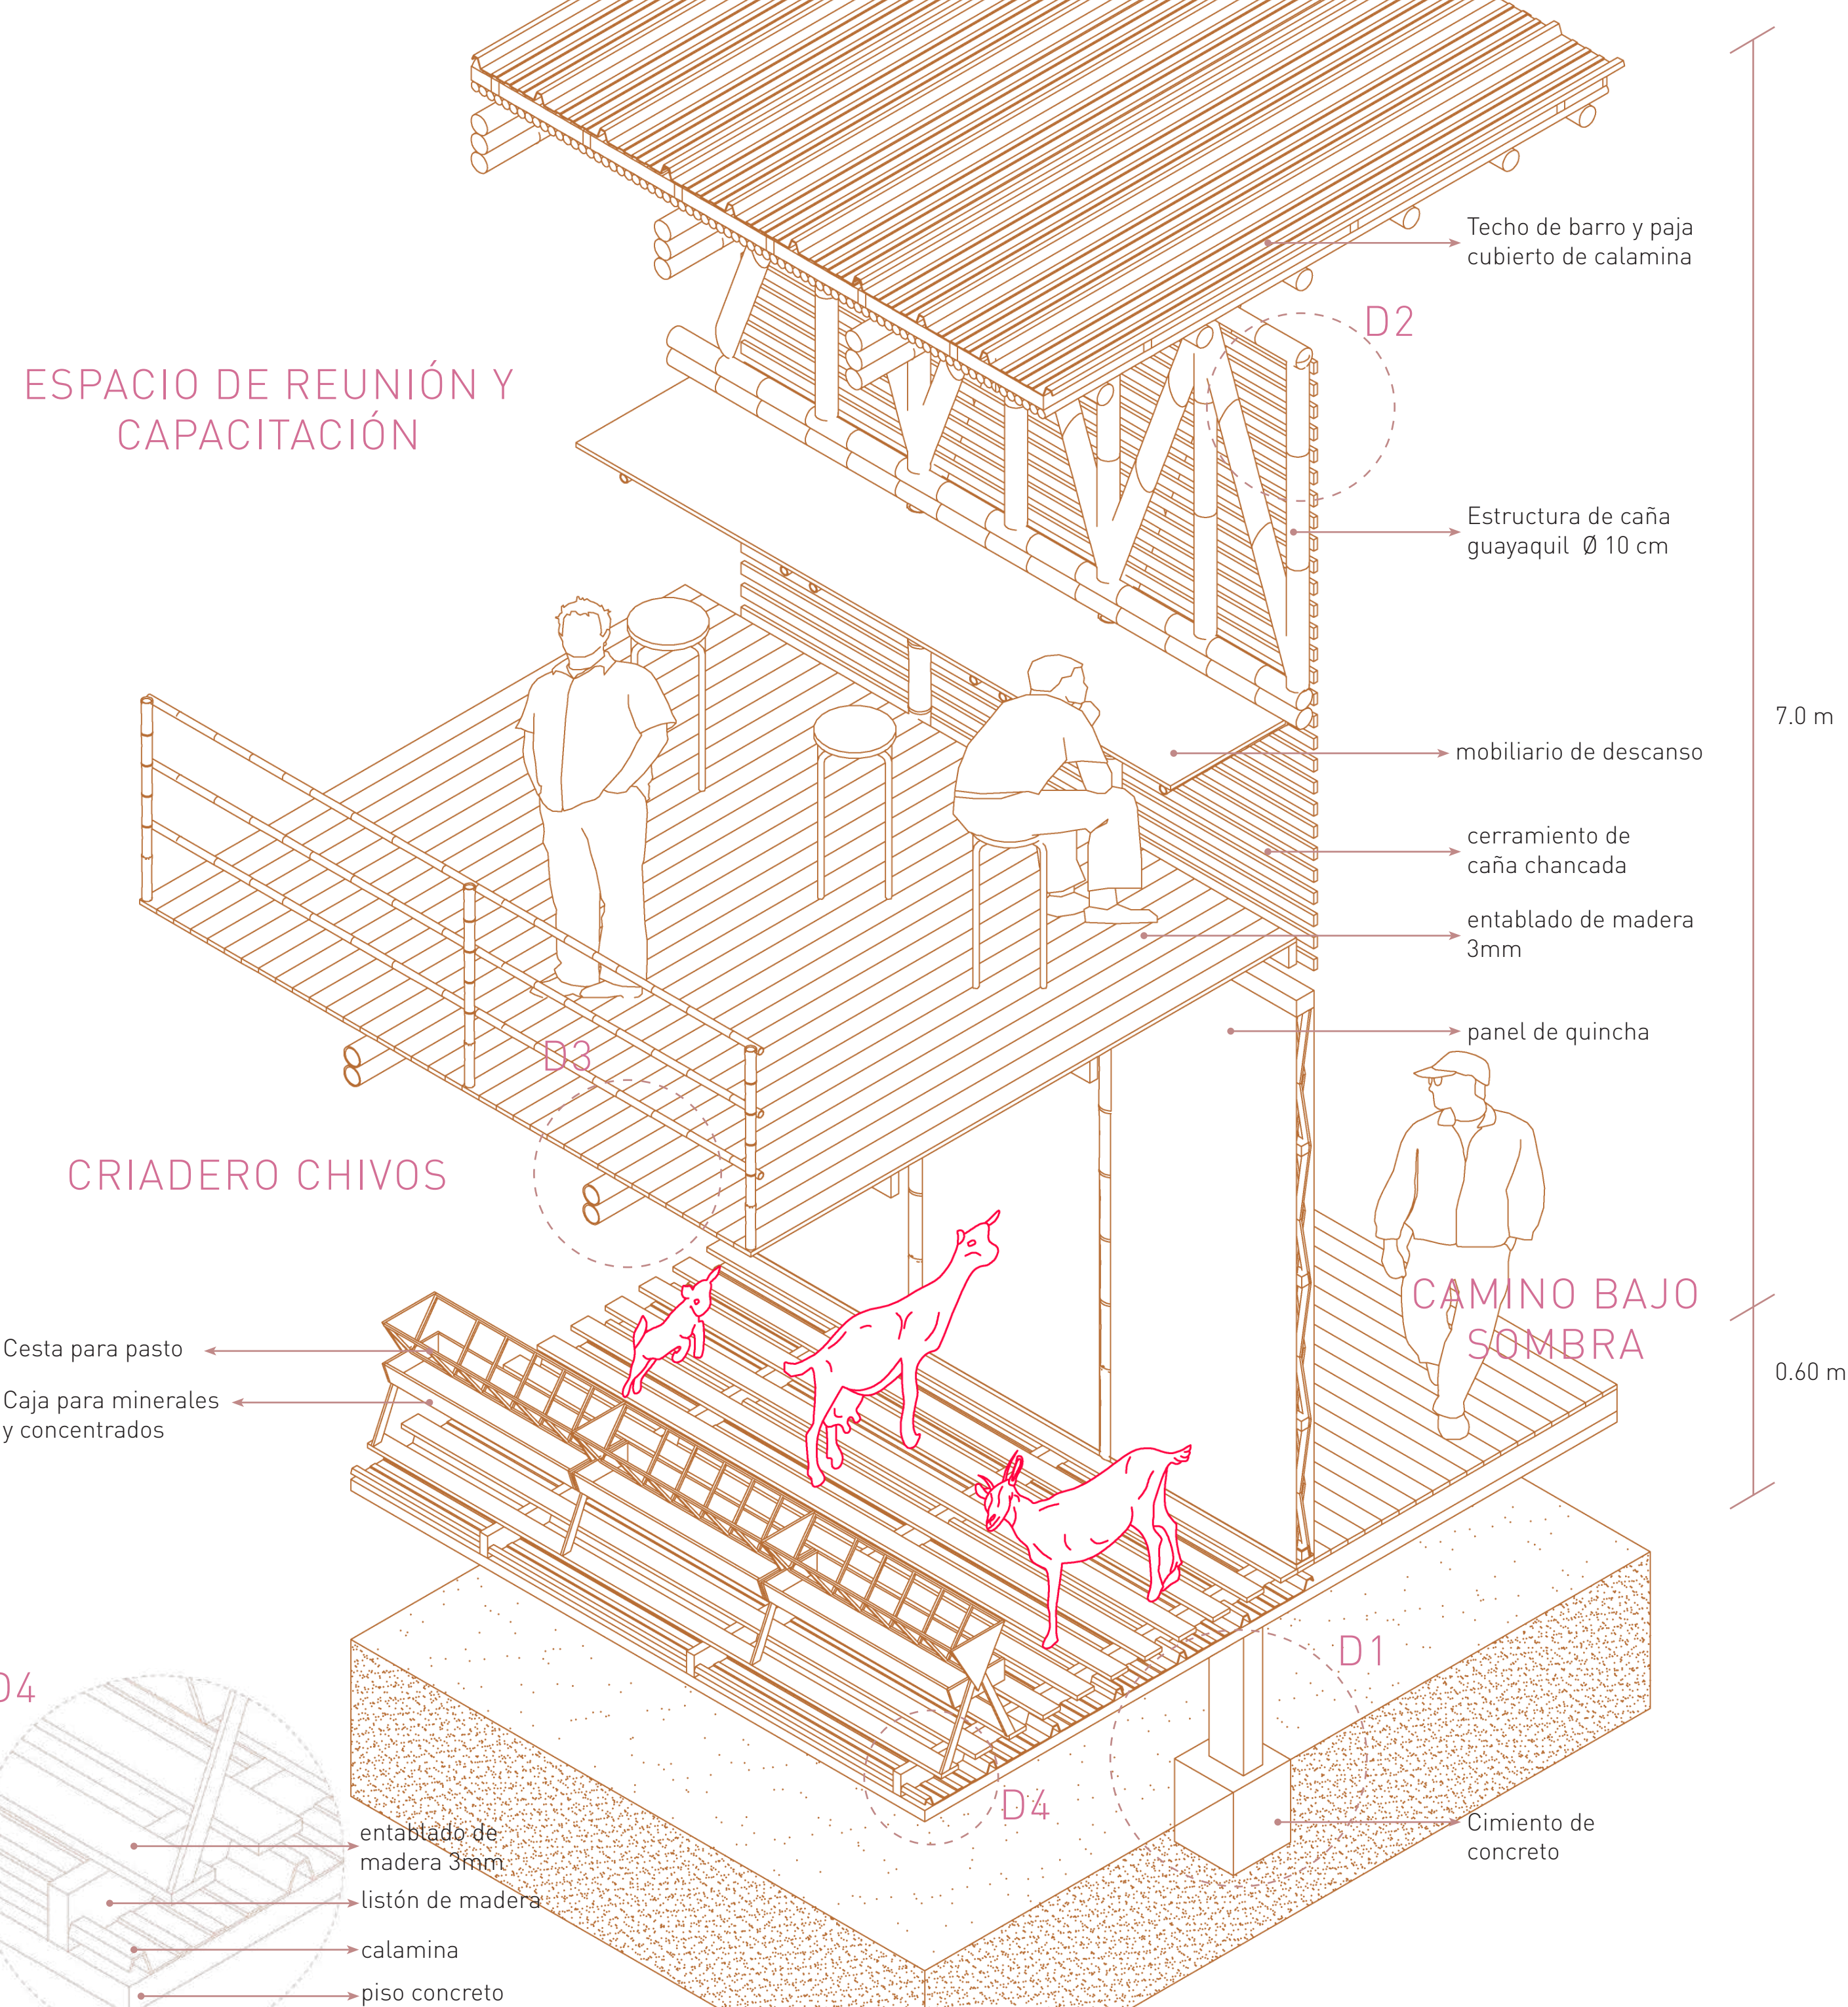 Techo de barro y paja
cubierto de calamina
D2
ESPACIO DE REUNIÓN Y
CAPACITACIÓN
Estructura de caña
guayaquil Ø 10 cm
7.0 m
mobiliario de descanso
cerramiento de
caña chancada
entablado de madera
3mm
panel de quincha
D3
CRIADERO CHIVOS
CAMINO BAJO
SOMBRA
Cesta para pasto
0.60 m
Caja para minerales
y concentrados
D1
D4
D4
Cimiento de
concreto
entablado de
madera 3mm
listón de madera
calamina
piso concreto